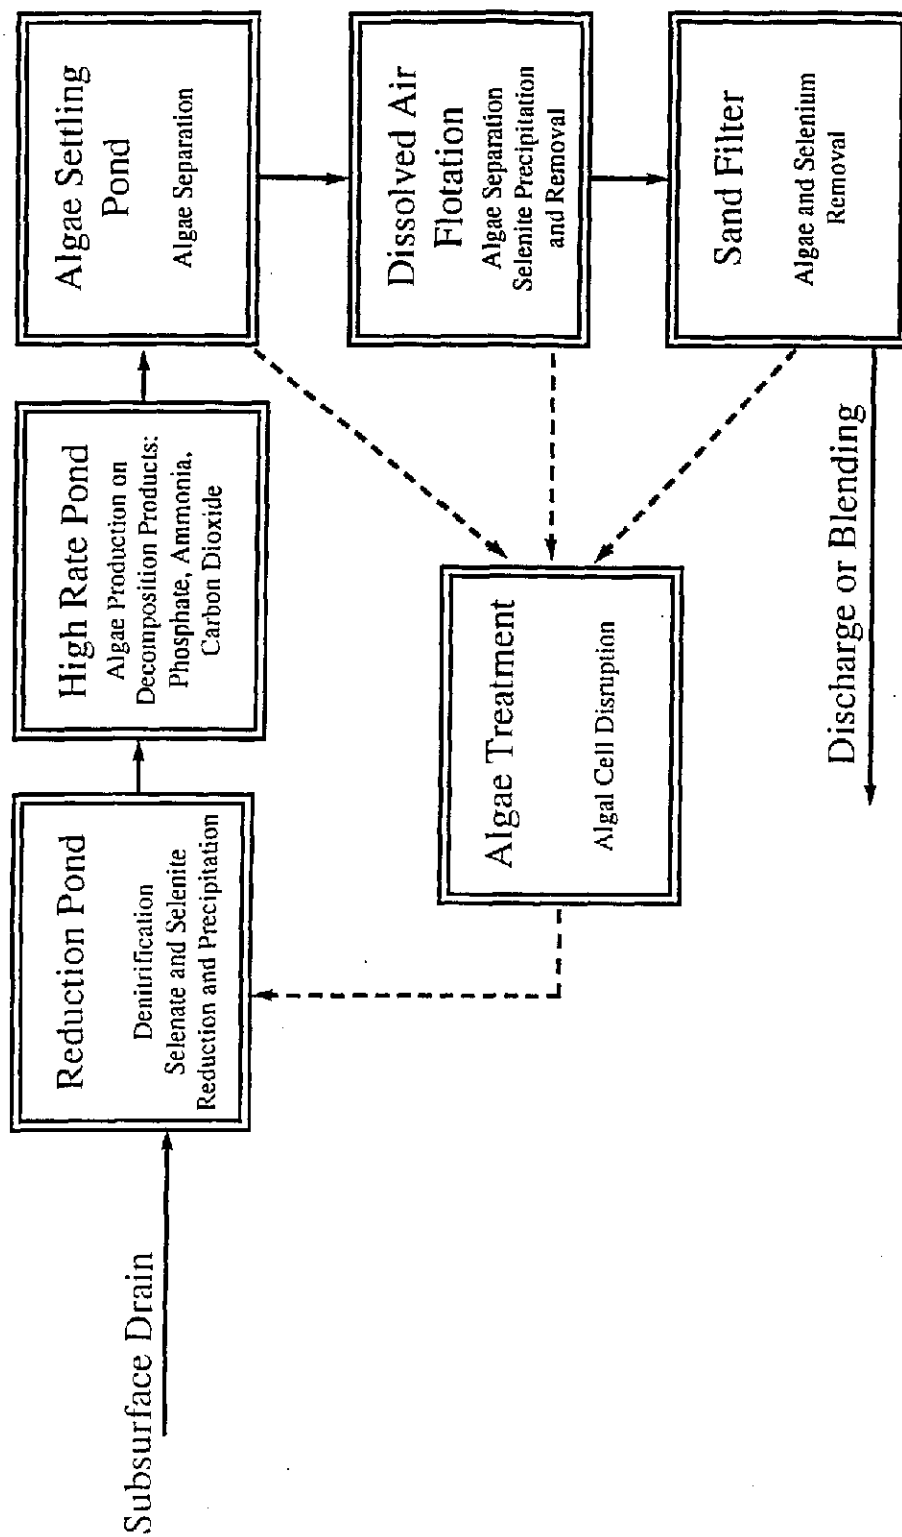 Subsurface Drain
Reduction Pond
Denitrification
Selenate and Selenite
Reduction and Precipitation
High Rate Pond
Algae Production on
Decomposition Products:
Phosphate, Ammonia,
Carbon Dioxide
Algae Settling
Pond
Algae Separation
Dissolved Air
Flotation
Algae Separation
Selenite Precipitation
and Removal
Sand Filter
Algae and Selenium
Removal
Algae Treatment
Algal Cell Disruption
Discharge or Blending